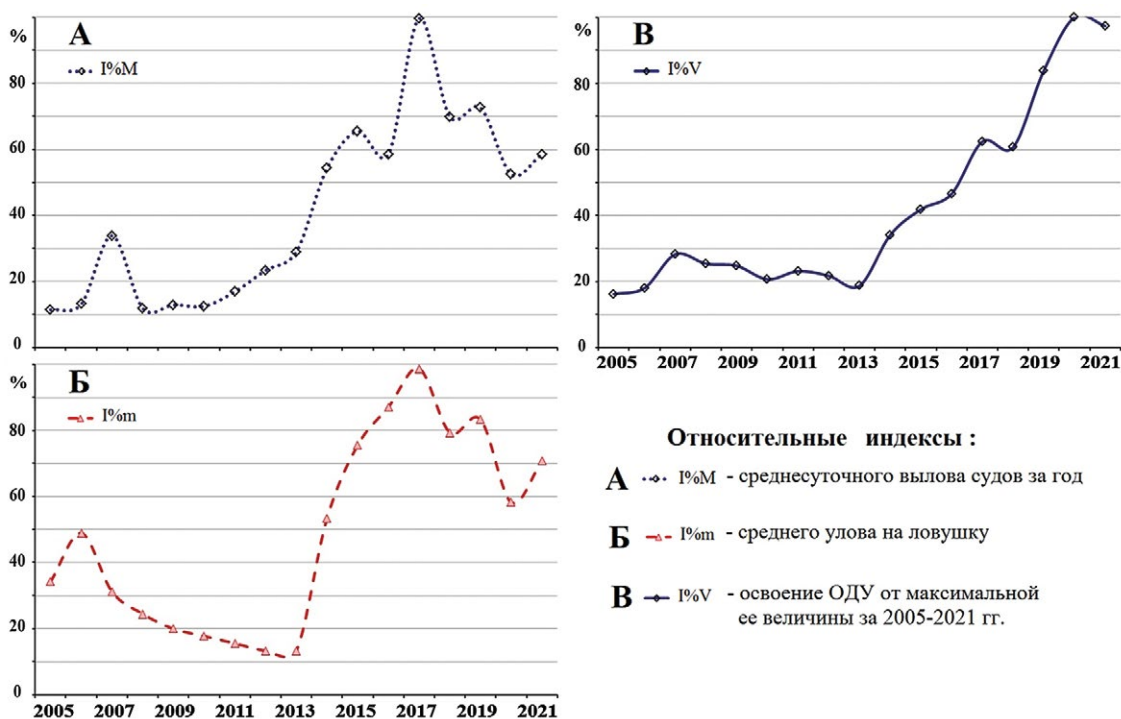 %
А
I%M
80
60
40
20
0
%
Б
I%m
80
60
40
20
0
2005 2007 2009 2011 2013 2015 2017 2019 2021
%
В
I%V
80
60
40
20
0
2005 2007 2009 2011 2013 2015 2017 2019 2021
Относительные индексы :
А I%M - среднесуточного вылова судов за год
Б I%m - среднего улова на ловушку
В I%V - освоение ОДУ от максимальной
ее величины за 2005-2021 гг.